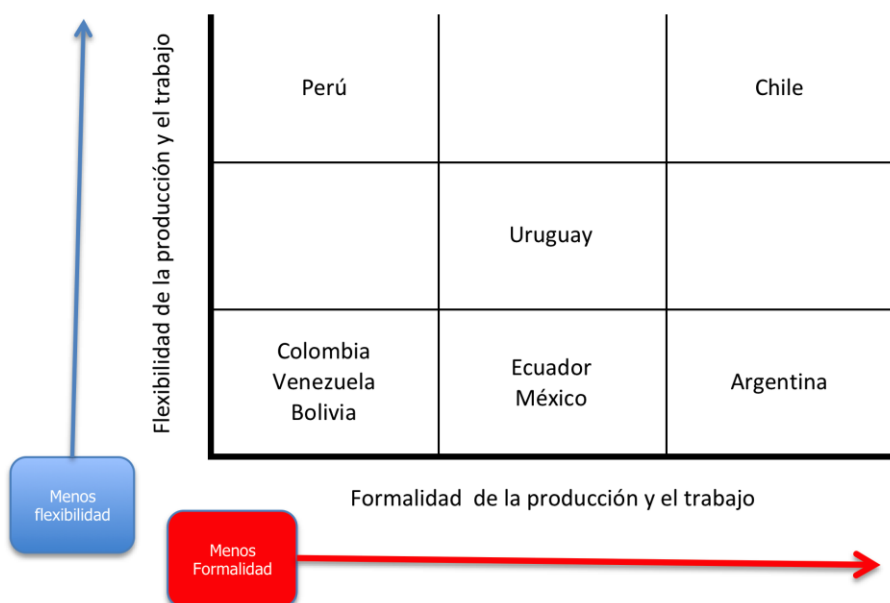 Flexibilidad de la producción y el trabajo
Perú
Chile
Uruguay
Colombia
Venezuela
Bolivia
Ecuador
México
Argentina
Menos
flexibilidad
Formalidad de la producción y el trabajo
Menos
Formalidad